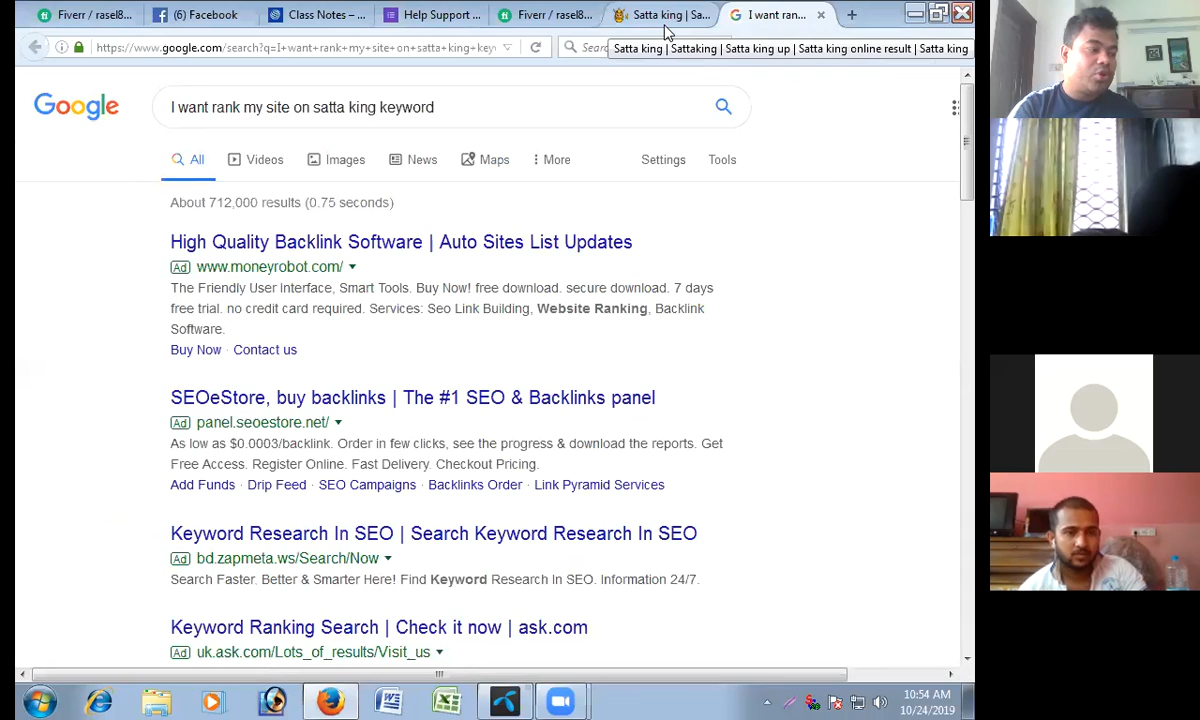 Fiverr / rasel8...
(6) Facebook
Class Notes – ...
Help Support ...
Fiverr / rasel8...
Satta king | Sa...
I want ran...
https://www.google.com/search?q=I+want+rank+my+site+on+satta+king+key
Satta king | Sattaking | Satta king up | Satta king online result | Satta king
Google
I want rank my site on satta king keyword
All
Videos
Images
News
Maps
More
Settings
Tools
About 712,000 results (0.75 seconds)
High Quality Backlink Software | Auto Sites List Updates
Ad www.moneyrobot.com/
The Friendly User Interface, Smart Tools. Buy Now! free download. secure download. 7 days
free trial. no credit card required. Services: Seo Link Building, Website Ranking, Backlink
Software.
Buy Now · Contact us
SEOeStore, buy backlinks | The #1 SEO & Backlinks panel
Ad panel.seoestore.net/
As low as $0.0003/backlink. Order in few clicks, see the progress & download the reports. Get
Free Access. Register Online. Fast Delivery. Checkout Pricing.
Add Funds · Drip Feed · SEO Campaigns · Backlinks Order · Link Pyramid Services
Keyword Research In SEO | Search Keyword Research In SEO
Ad bd.zapmeta.ws/Search/Now
Search Faster. Better & Smarter Here! Find Keyword Research In SEO. Information 24/7.
Keyword Ranking Search | Check it now | ask.com
Ad uk.ask.com/Lots_of_results/Visit_us
10:54 AM
10/24/2019